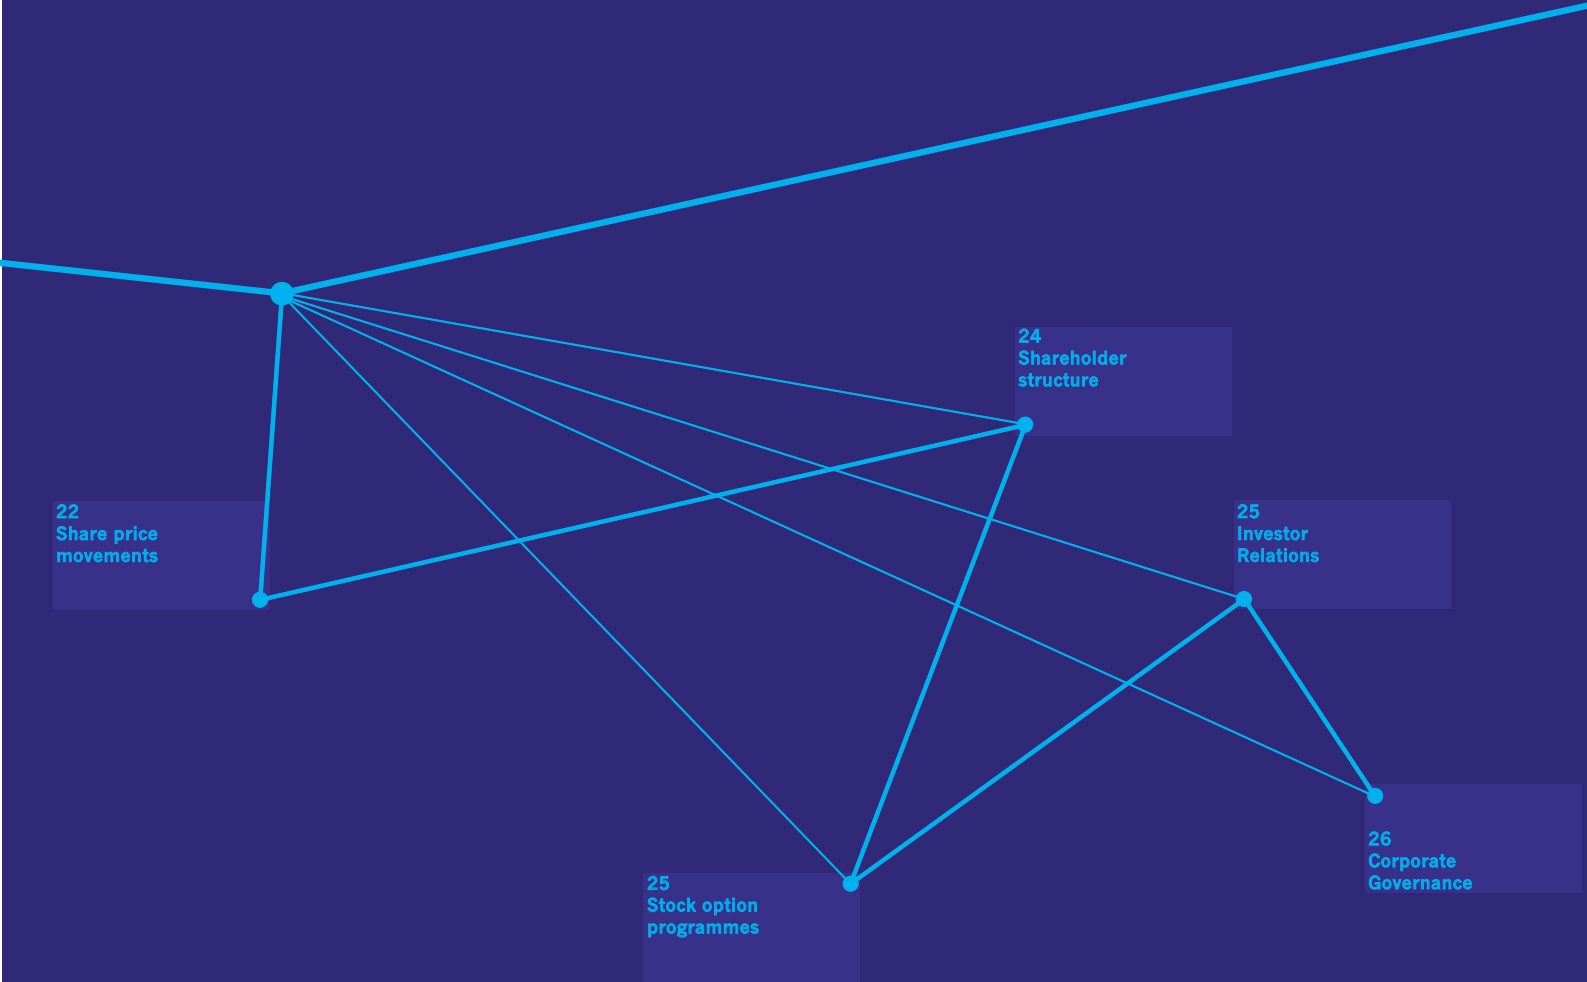 22
Share price
movements
24
Shareholder
structure
25
Stock option
programmes
25
Investor
Relations
26
Corporate
Governance